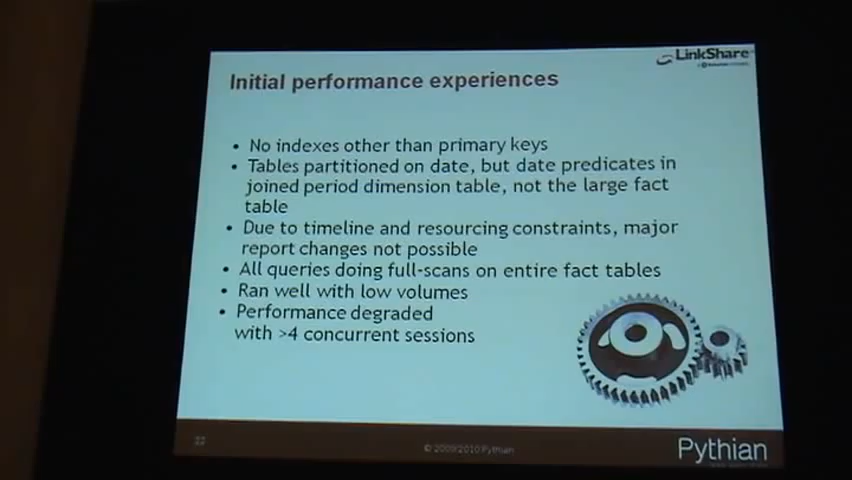 LinkShare
Initial performance experiences
• No indexes other than primary keys
• Tables partitioned on date, but date predicates in
joined period dimension table, not the large fact
table
• Due to timeline and resourcing constraints, major
report changes not possible
• All queries doing full-scans on entire fact tables
• Ran well with low volumes
• Performance degraded
with >4 concurrent sessions
© 2009/2010 Pythian
Pythian